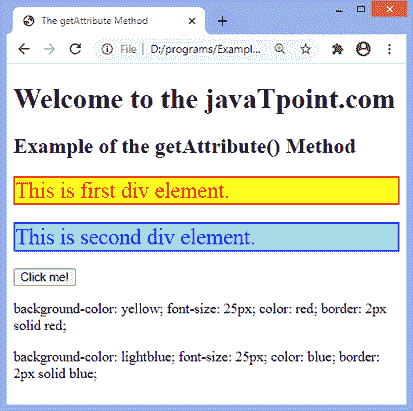 The getAttribute Method
File | D:/programs/Exampl...
Welcome to the javaTpoint.com
Example of the getAttribute() Method
This is first div element.
This is second div element.
Click me!
background-color: yellow; font-size: 25px; color: red; border: 2px
solid red;
background-color: lightblue; font-size: 25px; color: blue; border:
2px solid blue;